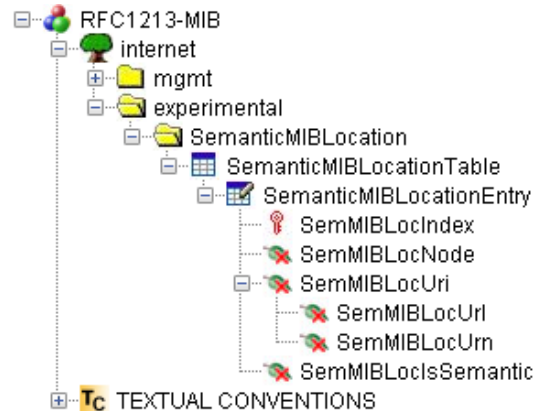 RFC1213-MIB
internet
mgmt
experimental
SemanticMIBLocation
SemanticMIBLocationTable
SemanticMIBLocationEntry
SemMIBLocIndex
SemMIBLocNode
SemMIBLocUri
SemMIBLocUrl
SemMIBLocUrn
SemMIBLocIsSemantic
Tc TEXTUAL CONVENTIONS